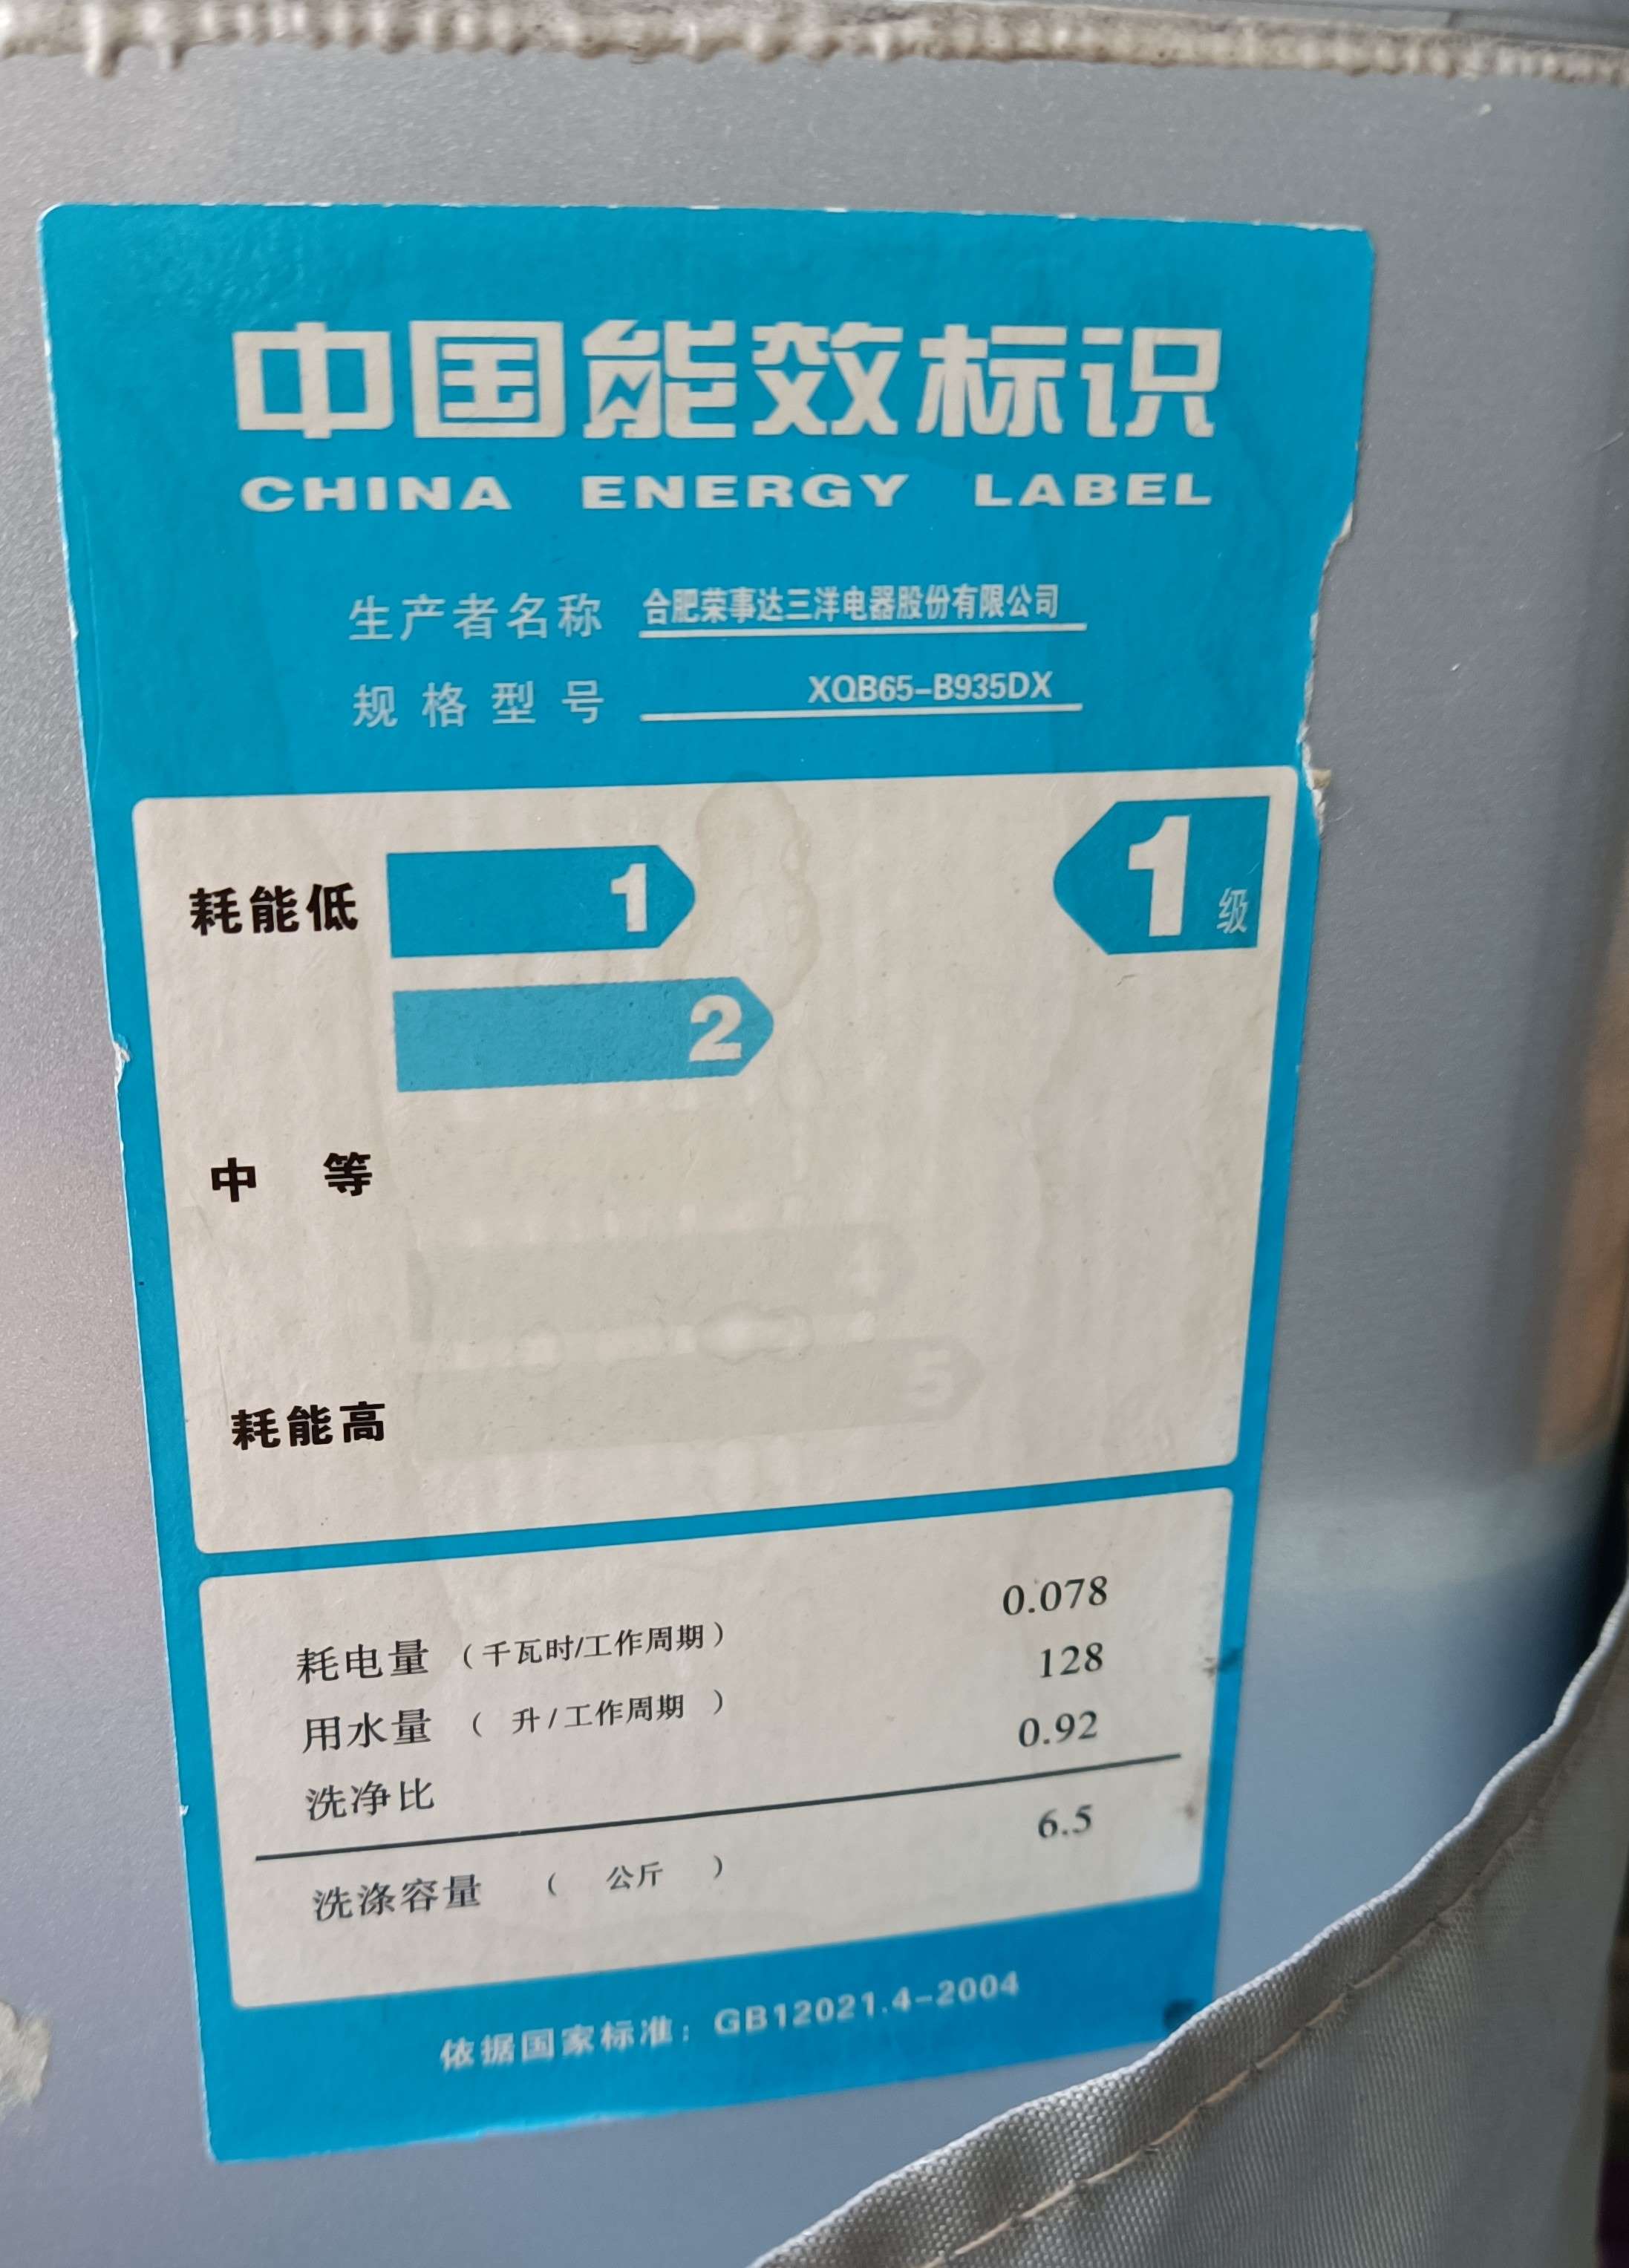 中国能效标识
CHINA ENERGY LABEL
生产者名称 合肥荣事达三洋电器股份有限公司
规格型号 XQB65-B935DX
耗能低 1 1级
2
中 等
5
耗能高
耗电量 (千瓦时/工作周期) 0.078
用水量 ( 升/工作周期 ) 128
洗净比 0.92
洗涤容量 ( 公斤 ) 6.5
依据国家标准: GB12021.4-2004